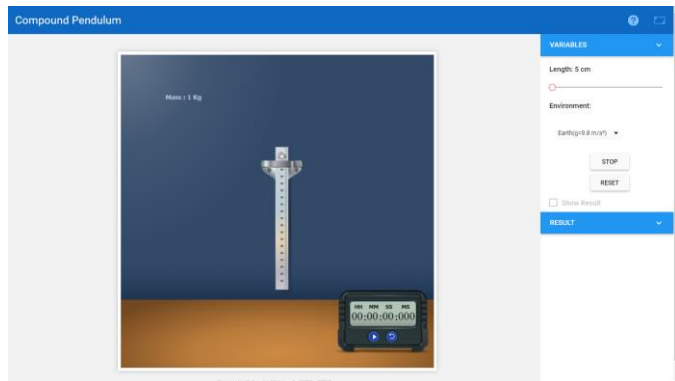 Compound Pendulum
VARIABLES
Length: 5 cm
Environment:
Earth(g=9.8 m/s²)
STOP
RESET
Show Result
RESULT
Mass : 1 Kg
HH MM SS MS
00:00:00:000